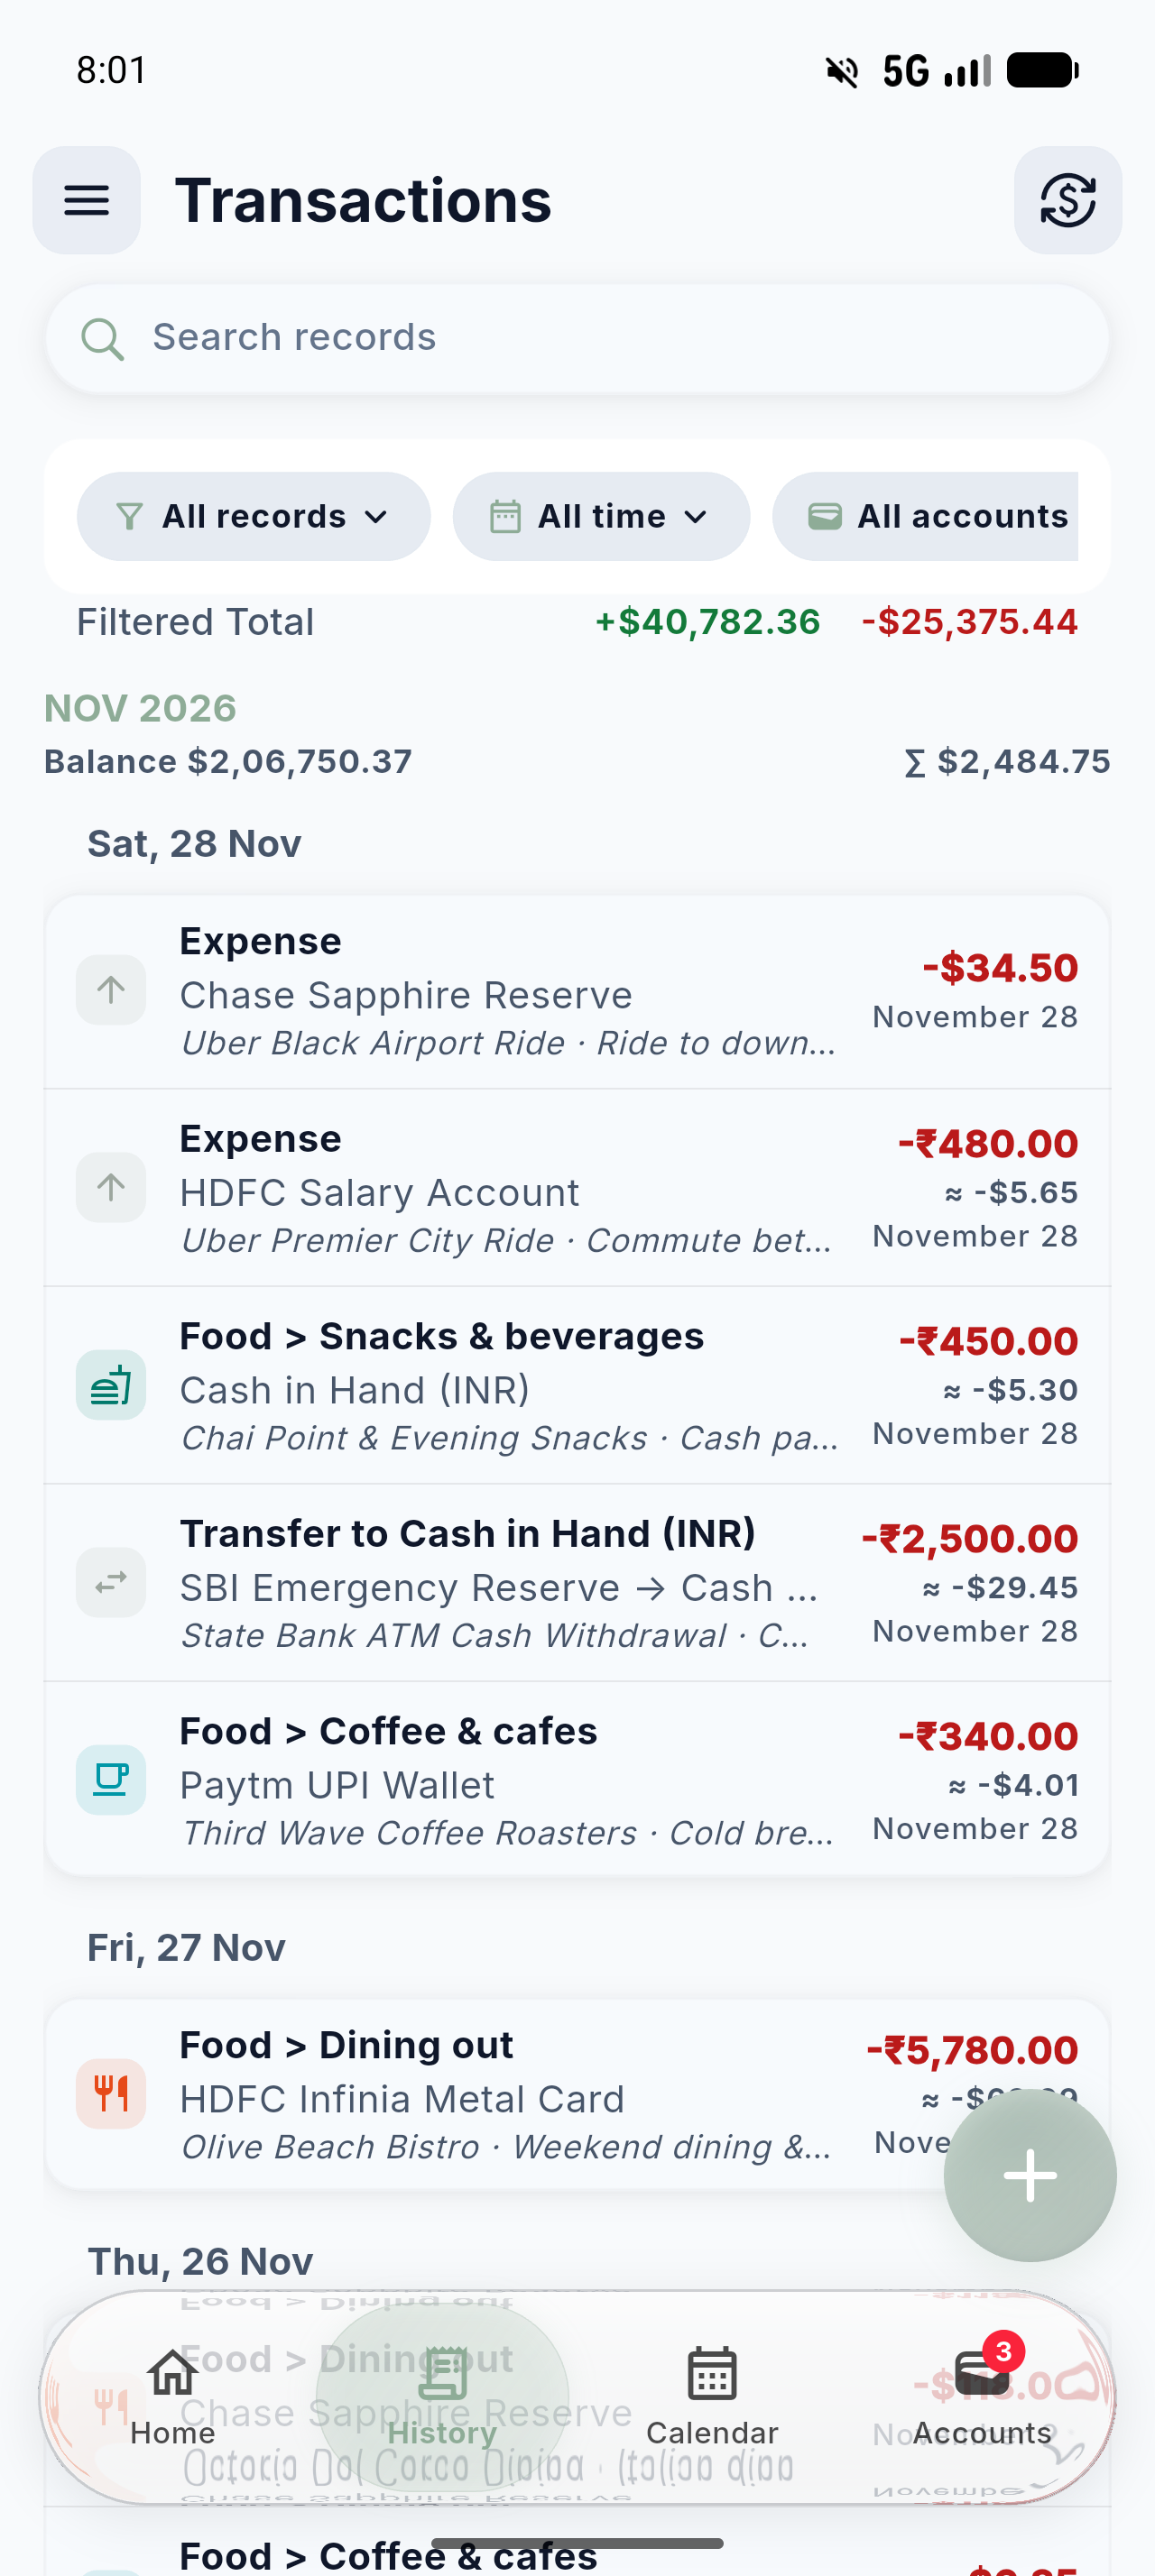 8:01
5G
Transactions
Search records
All records
All time
All accounts
Filtered Total +$40,782.36 -$25,375.44
NOV 2026
Balance $2,06,750.37 ∑ $2,484.75
Sat, 28 Nov
Expense
-$34.50
Chase Sapphire Reserve
November 28
Uber Black Airport Ride · Ride to down...
Expense
-₹480.00
HDFC Salary Account
≈ -$5.65
Uber Premier City Ride · Commute bet...
November 28
Food > Snacks & beverages
-₹450.00
Cash in Hand (INR)
≈ -$5.30
Chai Point & Evening Snacks · Cash pa...
November 28
Transfer to Cash in Hand (INR)
-₹2,500.00
SBI Emergency Reserve → Cash ...
≈ -$29.45
State Bank ATM Cash Withdrawal · C...
November 28
Food > Coffee & cafes
-₹340.00
Paytm UPI Wallet
≈ -$4.01
Third Wave Coffee Roasters · Cold bre...
November 28
Fri, 27 Nov
Food > Dining out
-₹5,780.00
HDFC Infinia Metal Card
Olive Beach Bistro · Weekend dining &...
Thu, 26 Nov
Food > Dining out
Chase Sapphire Reserve
3
Home
History
Calendar
Accounts
Food > Coffee & cafes